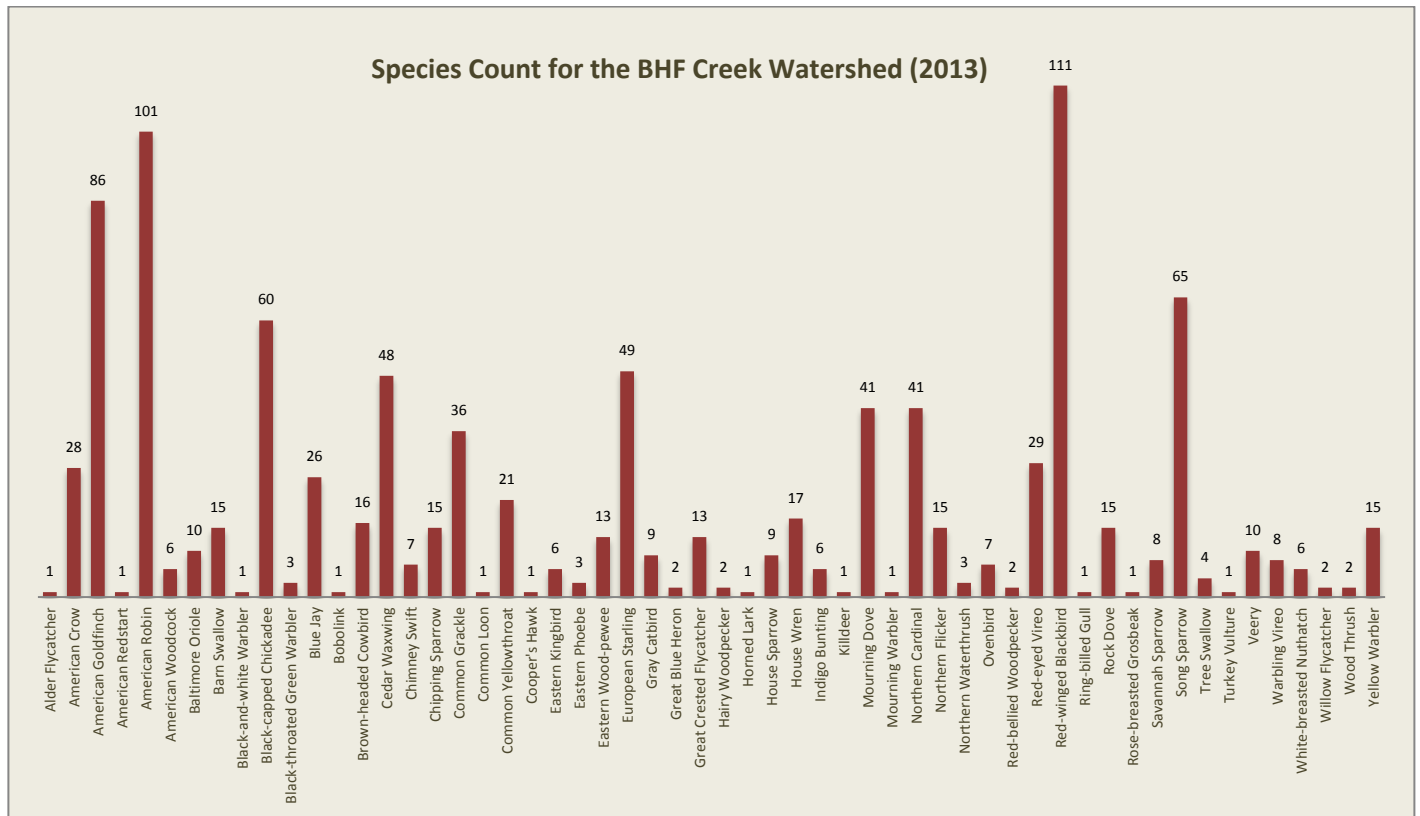 Species Count for the BHF Creek Watershed (2013)
1
28
86
1
101
6
10
15
1
60
3
26
1
16
48
7
15
36
1
21
1
6
3
13
49
9
2
13
2
1
9
17
6
1
41
1
41
15
3
7
2
29
111
1
15
1
8
65
4
1
10
8
6
2
2
15
Alder Flycatcher
American Crow
American Goldfinch
American Redstart
American Robin
American Woodcock
Baltimore Oriole
Barn Swallow
Black-and-white Warbler
Black-capped Chickadee
Black-throated Green Warbler
Blue Jay
Bobolink
Brown-headed Cowbird
Cedar Waxwing
Chimney Swift
Chipping Sparrow
Common Grackle
Common Loon
Common Yellowthroat
Cooper's Hawk
Eastern Kingbird
Eastern Phoebe
Eastern Wood-pewee
European Starling
Gray Catbird
Great Blue Heron
Great Crested Flycatcher
Hairy Woodpecker
Horned Lark
House Sparrow
House Wren
Indigo Bunting
Killdeer
Mourning Dove
Mourning Warbler
Northern Cardinal
Northern Flicker
Northern Waterthrush
Ovenbird
Red-bellied Woodpecker
Red-eyed Vireo
Red-winged Blackbird
Ring-billed Gull
Rock Dove
Rose-breasted Grosbeak
Savannah Sparrow
Song Sparrow
Tree Swallow
Turkey Vulture
Veery
Warbling Vireo
White-breasted Nuthatch
Willow Flycatcher
Wood Thrush
Yellow Warbler